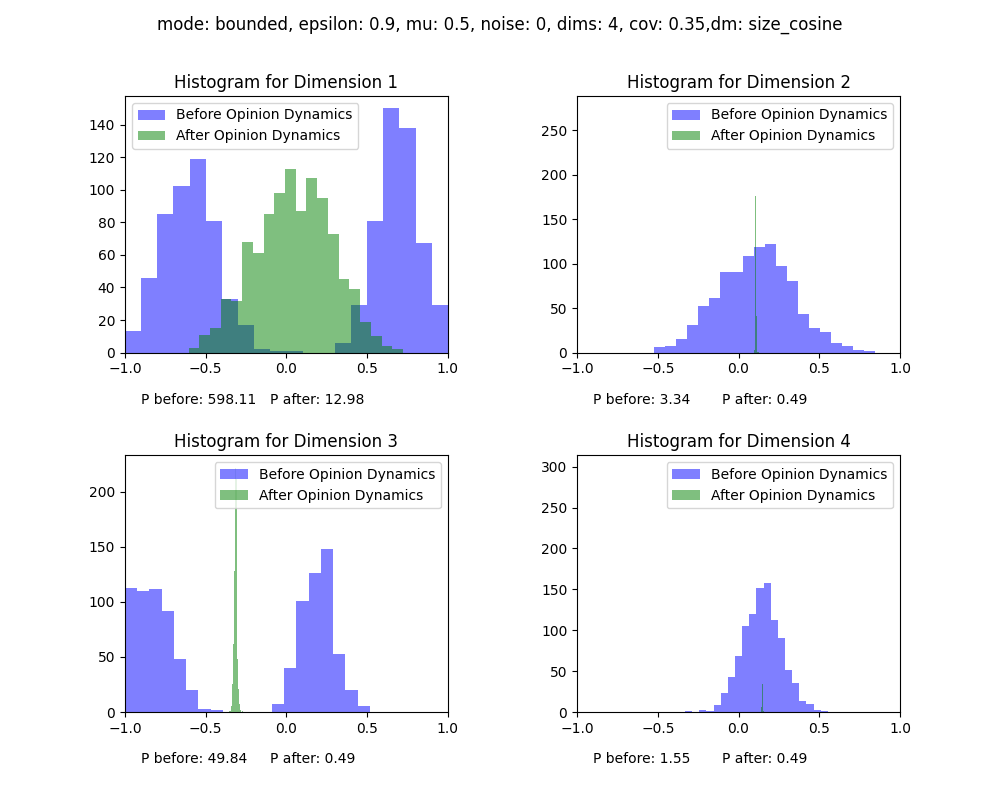 mode: bounded, epsilon: 0.9, mu: 0.5, noise: 0, dims: 4, cov: 0.35,dm: size_cosine
Histogram for Dimension 1
Before Opinion Dynamics
After Opinion Dynamics
140
120
100
80
60
40
20
0
−1.0 −0.5 0.0 0.5 1.0
P before: 598.11 P after: 12.98
Histogram for Dimension 2
Before Opinion Dynamics
After Opinion Dynamics
250
200
150
100
50
0
−1.0 −0.5 0.0 0.5 1.0
P before: 3.34 P after: 0.49
Histogram for Dimension 3
Before Opinion Dynamics
After Opinion Dynamics
200
150
100
50
0
−1.0 −0.5 0.0 0.5 1.0
P before: 49.84 P after: 0.49
Histogram for Dimension 4
Before Opinion Dynamics
After Opinion Dynamics
300
250
200
150
100
50
0
−1.0 −0.5 0.0 0.5 1.0
P before: 1.55 P after: 0.49